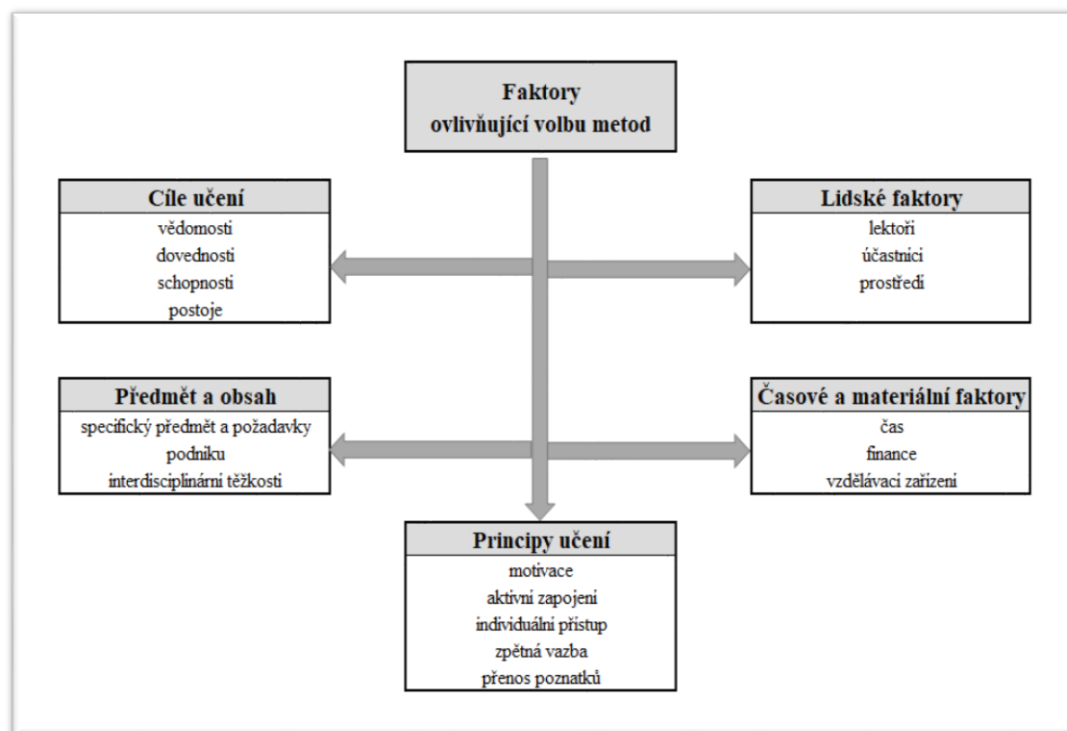 Faktory
ovlivňující volbu metod
Cíle učení
vědomosti
dovednosti
schopnosti
postoje
Lidské faktory
lektoři
účastníci
prostředí
Předmět a obsah
specifický předmět a požadavky
podniku
interdisciplinární těžkosti
Časové a materiální faktory
čas
finance
vzdělávací zařízení
Principy učení
motivace
aktivní zapojení
individuální přístup
zpětná vazba
přenos poznatků